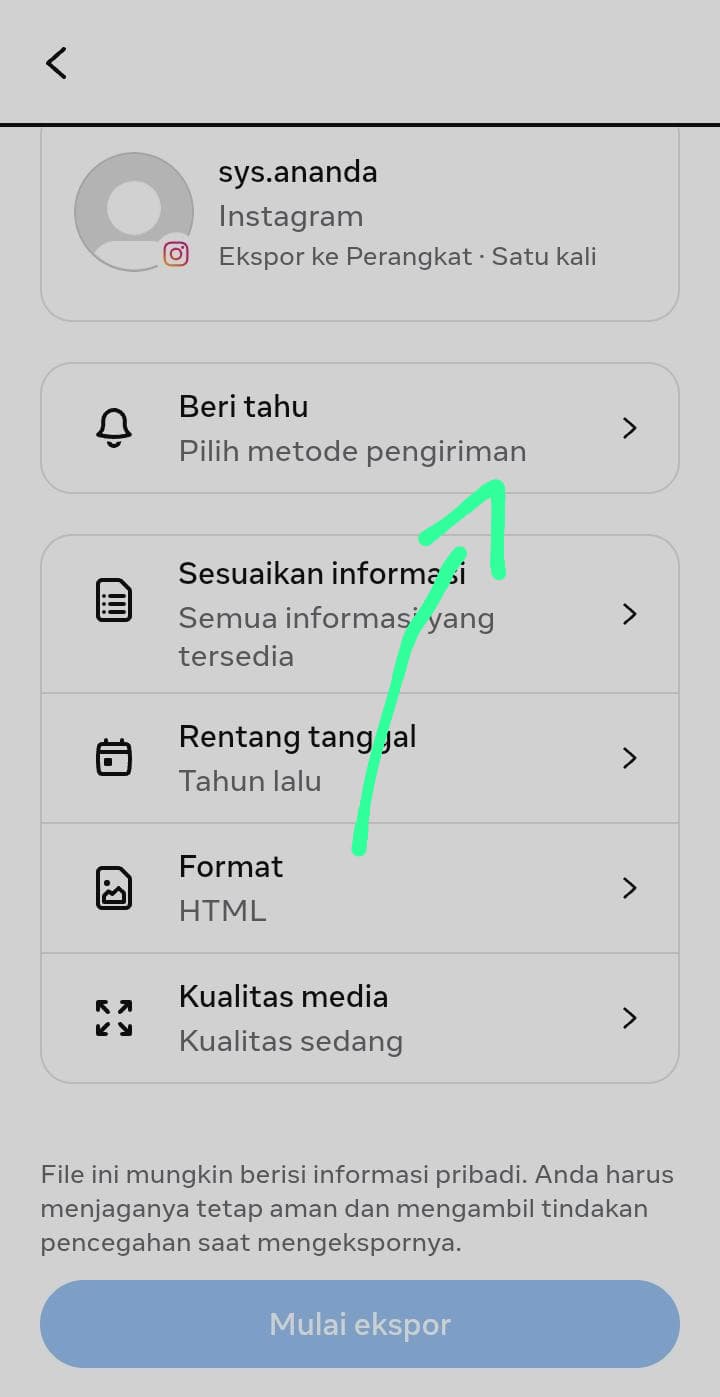 sys.ananda
Instagram
Ekspor ke Perangkat · Satu kali
Beri tahu
Pilih metode pengiriman
Sesuaikan informasi
Semua informasi yang
tersedia
Rentang tanggal
Tahun lalu
Format
HTML
Kualitas media
Kualitas sedang
File ini mungkin berisi informasi pribadi. Anda harus
menjaganya tetap aman dan mengambil tindakan
pencegahan saat mengekspornya.
Mulai ekspor